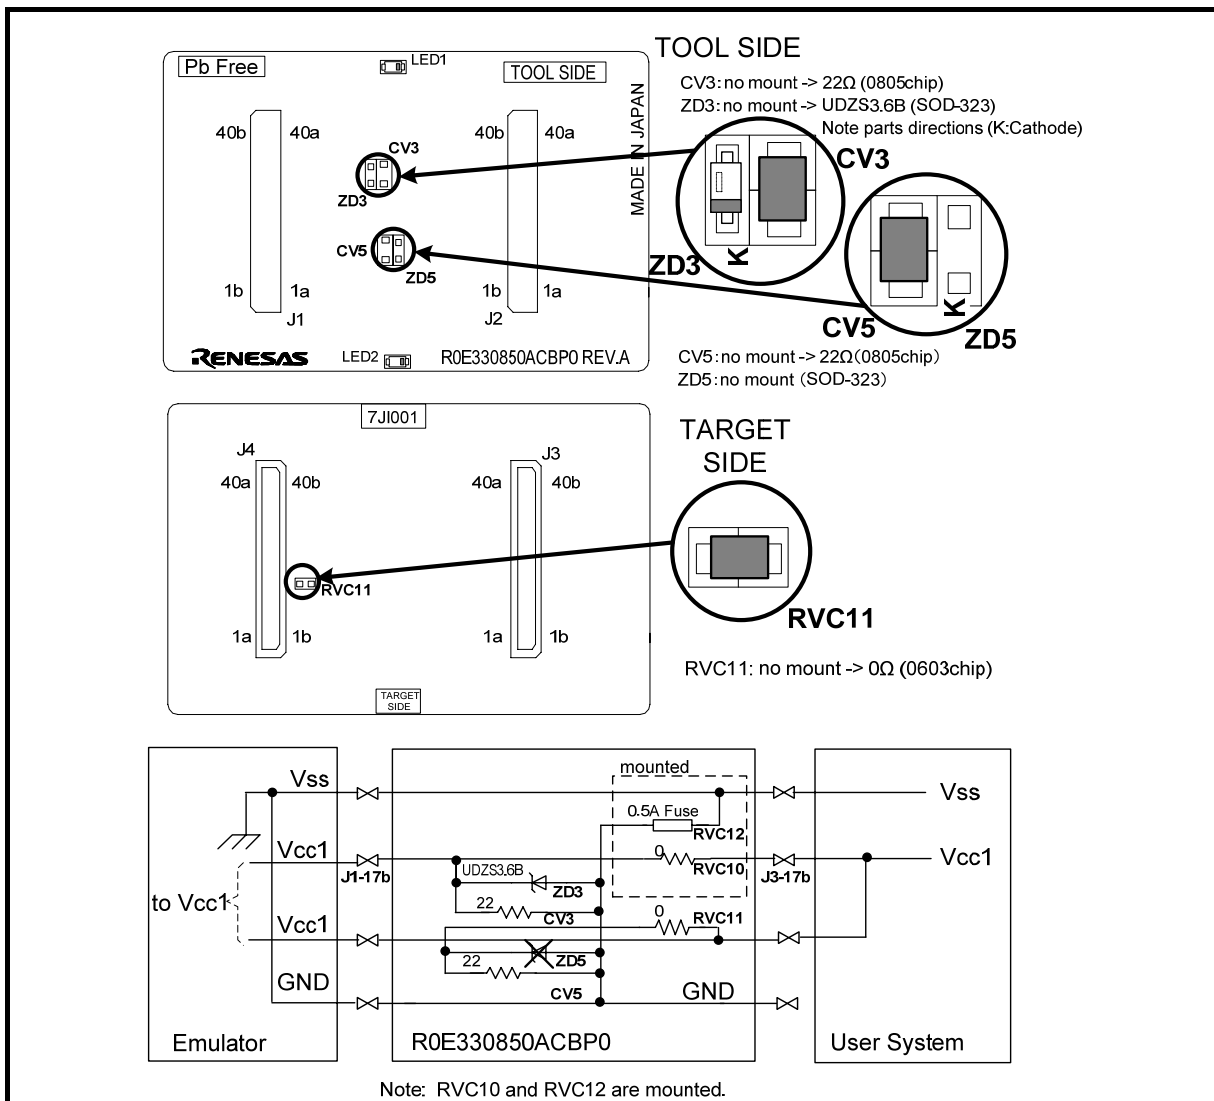 TOOL SIDE
CV3: no mount -> 22Ω (0805chip)
ZD3: no mount -> UDZS3.6B (SOD-323)
Note parts directions (K:Cathode)
Pb Free
LED1
TOOL SIDE
MADE IN JAPAN
40b
40a
40b
40a
CV3
ZD3
CV5
ZD5
1b
1a
J1
1b
1a
J2
RENESAS
LED2
R0E330850ACBP0 REV.A
CV3
ZD3
K
CV5
K
ZD5
CV5: no mount -> 22Ω(0805chip)
ZD5: no mount (SOD-323)
7JI001
J4
J3
40a
40b
40a
40b
RVC11
1a
1b
1a
1b
TARGET
SIDE
TARGET
SIDE
RVC11
RVC11: no mount -> 0Ω (0603chip)
mounted
Vss
Vss
0.5A Fuse
RVC12
Vcc1
J1-17b
0
RVC10
J3-17b
Vcc1
UDZS3.6B
ZD3
to Vcc1
22
CV3
0
RVC11
Vcc1
22
ZD5
GND
CV5
GND
Emulator
R0E330850ACBP0
User System
Note: RVC10 and RVC12 are mounted.